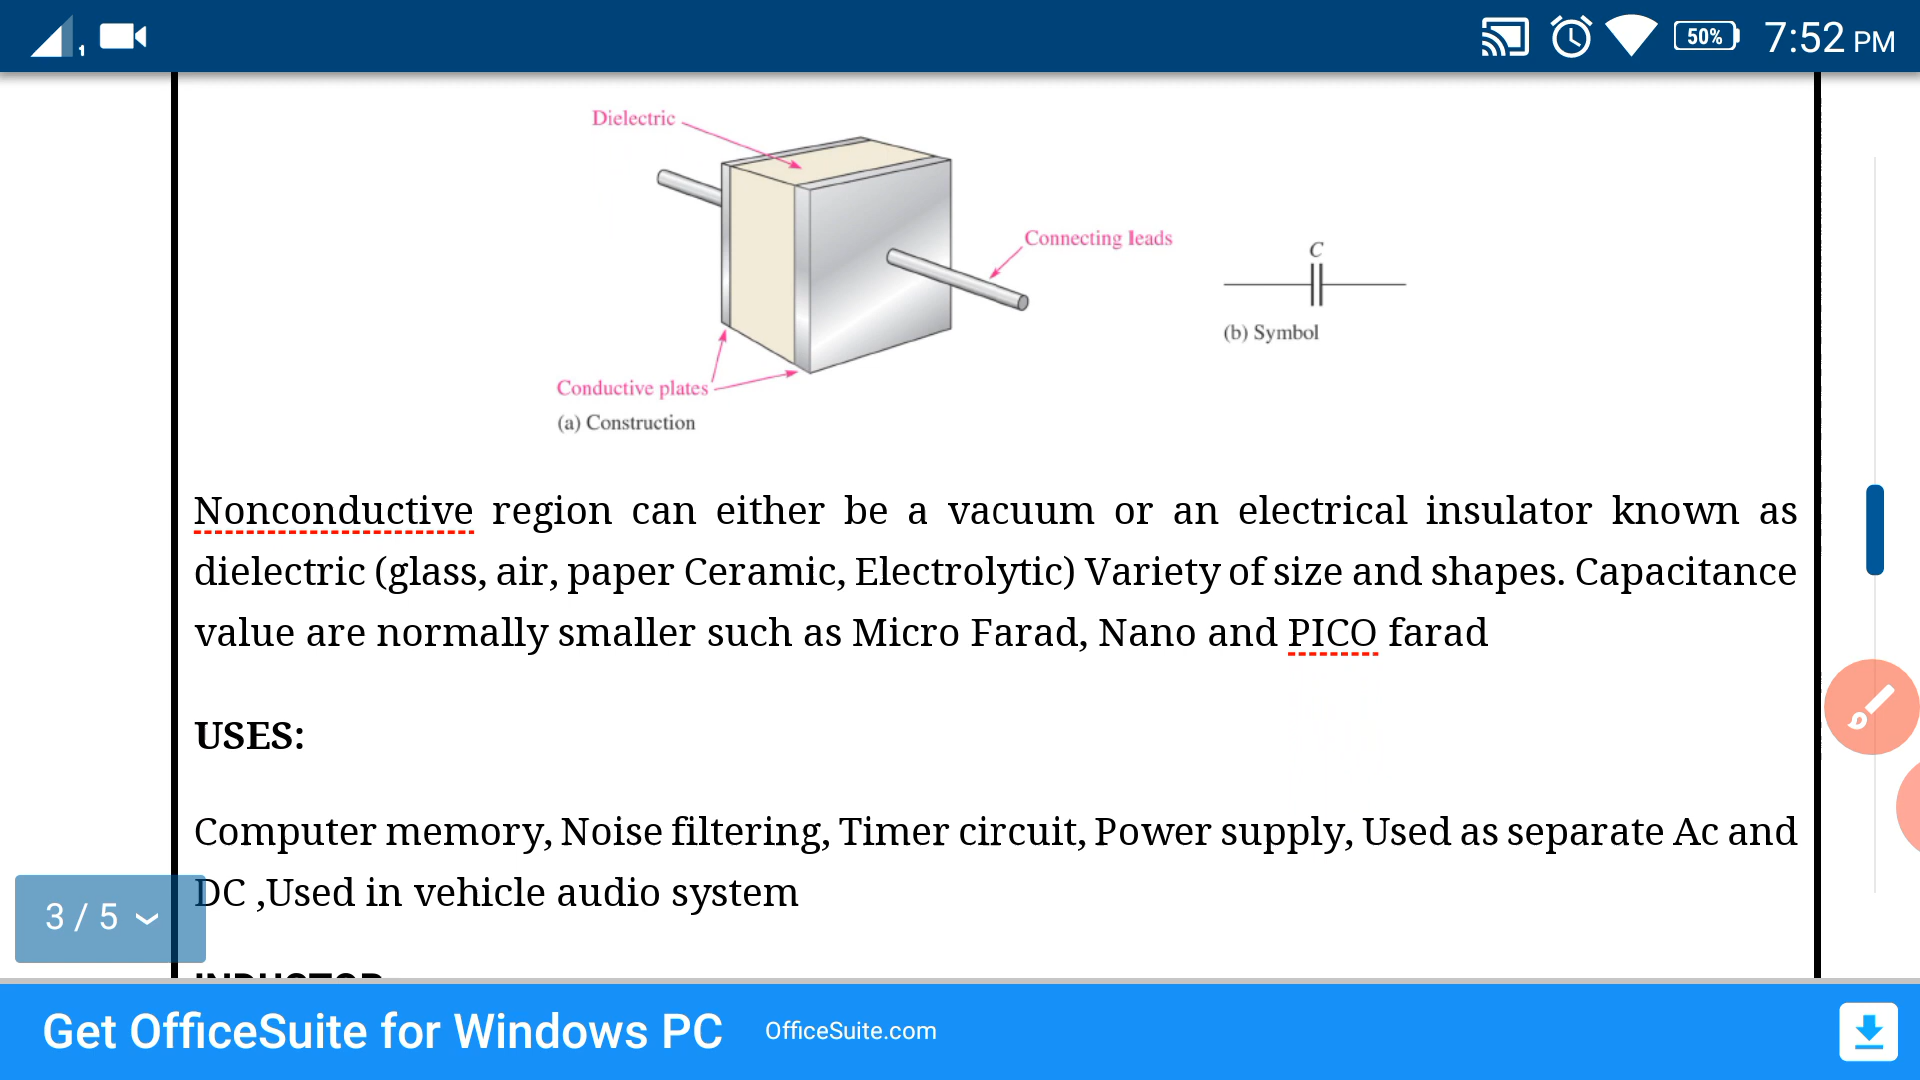 1
50%
7:52 PM
Dielectric
Connecting leads
C
(b) Symbol
Conductive plates
(a) Construction
Nonconductive region can either be a vacuum or an electrical insulator known as
dielectric (glass, air, paper Ceramic, Electrolytic) Variety of size and shapes. Capacitance
value are normally smaller such as Micro Farad, Nano and PICO farad
USES:
Computer memory, Noise filtering, Timer circuit, Power supply, Used as separate Ac and
DC ,Used in vehicle audio system
3 / 5
INDUCTOR
Get OfficeSuite for Windows PC
OfficeSuite.com